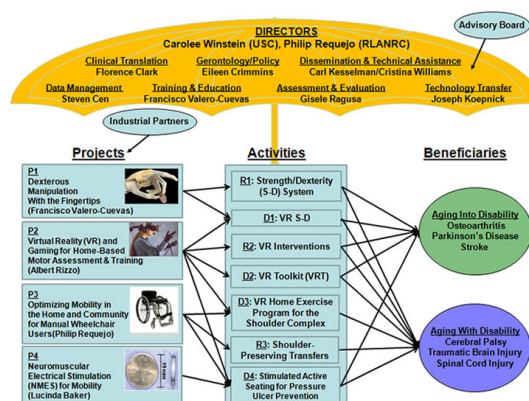 DIRECTORS
Carolee Winstein (USC), Philip Requejo (RLANRC)
Advisory Board
Clinical Translation
Florence Clark
Gerontology/Policy
Eileen Crimmins
Dissemination & Technical Assistance
Carl Kesselman/Cristina Williams
Data Management
Steven Cen
Training & Education
Francisco Valero-Cuevas
Assessment & Evaluation
Gisele Ragusa
Technology Transfer
Joseph Koepnick
Industrial Partners
Projects
P1
Dexterous
Manipulation
With the Fingertips
(Francisco Valero-Cuevas)
P2
Virtual Reality (VR) and
Gaming for Home-Based
Motor Assessment & Training
(Albert Rizzo)
P3
Optimizing Mobility in
the Home and Community
for Manual Wheelchair
Users(Philip Requejo)
P4
Neuromuscular
Electrical Stimulation
(NMES) for Mobility
(Lucinda Baker)
Activities
R1: Strength/Dexterity
(S-D) System
D1: VR S-D
R2: VR Interventions
D2: VR Toolkit (VRT)
D3: VR Home Exercise
Program for the
Shoulder Complex
R3: Shoulder-
Preserving Transfers
D4: Stimulated Active
Seating for Pressure
Ulcer Prevention
Beneficiaries
Aging Into Disability
Osteoarthritis
Parkinson's Disease
Stroke
Aging With Disability
Cerebral Palsy
Traumatic Brain Injury
Spinal Cord Injury